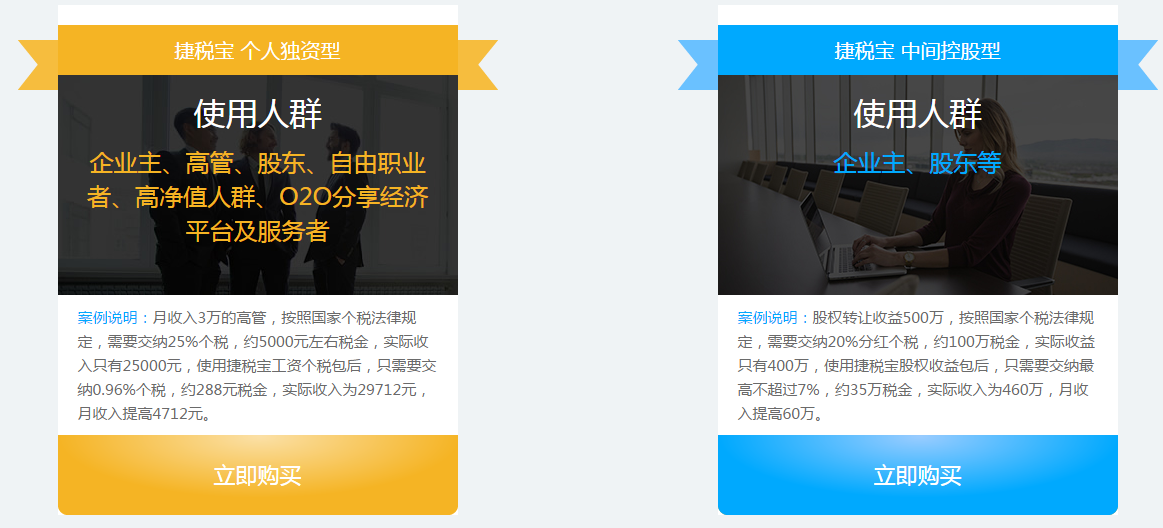 捷税宝 个人独资型
使用人群
企业主、高管、股东、自由职业
者、高净值人群、O2O分享经济
平台及服务者
案例说明：月收入3万的高管，按照国家个税法律规
定，需要交纳25%个税，约5000元左右税金，实际收
入只有25000元，使用捷税宝工资个税包后，只需要交
纳0.96%个税，约288元税金，实际收入为29712元，
月收入提高4712元。
立即购买
捷税宝 中间控股型
使用人群
企业主、股东等
案例说明：股权转让收益500万，按照国家个税法律规
定，需要交纳20%分红个税，约100万税金，实际收益
只有400万，使用捷税宝股权收益包后，只需要交纳最
高不超过7%，约35万税金，实际收入为460万，月收
入提高60万。
立即购买